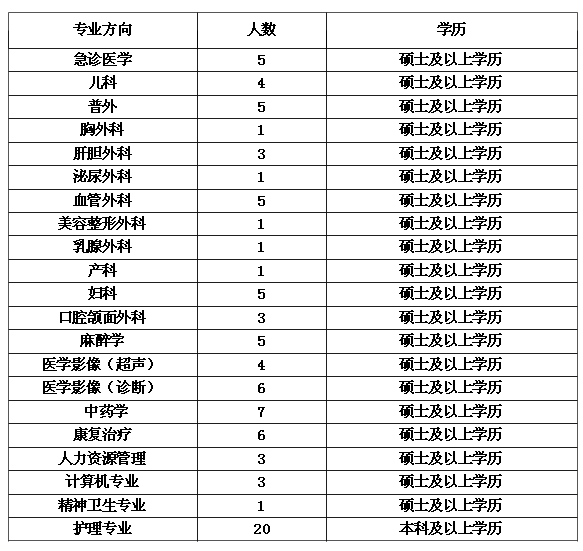 专业方向 人数 学历
急诊医学 5 硕士及以上学历
儿科 4 硕士及以上学历
普外 5 硕士及以上学历
胸外科 1 硕士及以上学历
肝胆外科 3 硕士及以上学历
泌尿外科 1 硕士及以上学历
血管外科 5 硕士及以上学历
美容整形外科 1 硕士及以上学历
乳腺外科 1 硕士及以上学历
产科 1 硕士及以上学历
妇科 5 硕士及以上学历
口腔颌面外科 3 硕士及以上学历
麻醉学 5 硕士及以上学历
医学影像（超声） 4 硕士及以上学历
医学影像（诊断） 6 硕士及以上学历
中药学 7 硕士及以上学历
康复治疗 6 硕士及以上学历
人力资源管理 3 硕士及以上学历
计算机专业 3 硕士及以上学历
精神卫生专业 1 硕士及以上学历
护理专业 20 本科及以上学历